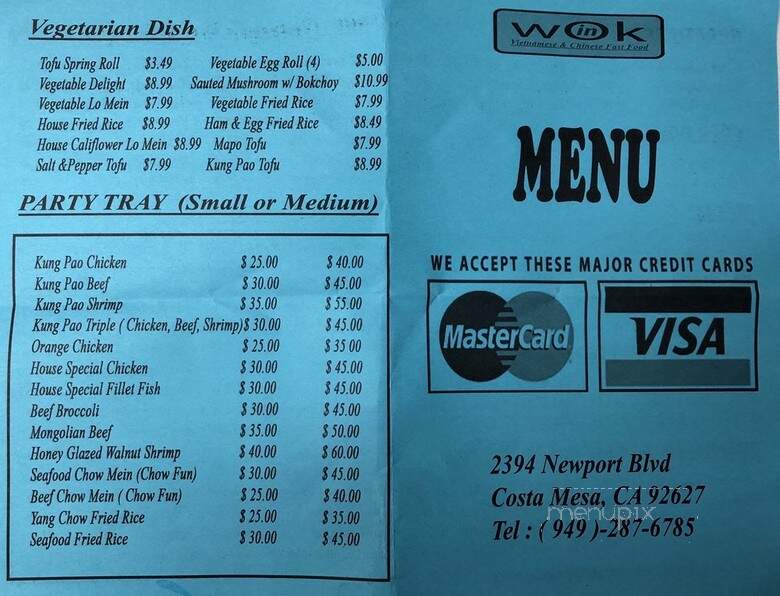 Vegetarian Dish
Tofu Spring Roll $3.49 Vegetable Egg Roll (4) $5.00
Vegetable Delight $8.99 Sauted Mushroom w/ Bokchoy $10.99
Vegetable Lo Mein $7.99 Vegetable Fried Rice $7.99
House Fried Rice $8.99 Ham & Egg Fried Rice $8.49
House Califlower Lo Mein $8.99 Mapo Tofu $7.99
Salt &Pepper Tofu $7.99 Kung Pao Tofu $8.99
PARTY TRAY (Small or Medium)
Kung Pao Chicken $ 25.00 $ 40.00
Kung Pao Beef $ 30.00 $ 45.00
Kung Pao Shrimp $ 35.00 $ 55.00
Kung Pao Triple ( Chicken, Beef, Shrimp)$ 30.00 $ 45.00
Orange Chicken $ 25.00 $ 35 00
House Special Chicken $ 30.00 $ 45.00
House Special Fillet Fish $ 30.00 $ 45.00
Beef Broccoli $ 30.00 $ 45.00
Mongolian Beef $ 35.00 $ 50.00
Honey Glazed Walnut Shrimp $ 40.00 $ 60.00
Seafood Chow Mein (Chow Fun) $ 30.00 $ 45.00
Beef Chow Mein ( Chow Fun) $ 25.00 $ 40.00
Yang Chow Fried Rice $ 25.00 $ 35.00
Seafood Fried Rice $ 30.00 $ 45.00
WOK in
Vietnamese & Chinese Fast Food
MENU
WE ACCEPT THESE MAJOR CREDIT CARDS
MasterCard VISA
2394 Newport Blvd
Costa Mesa, CA 92627
menupix
Tel : ( 949 )-287-6785